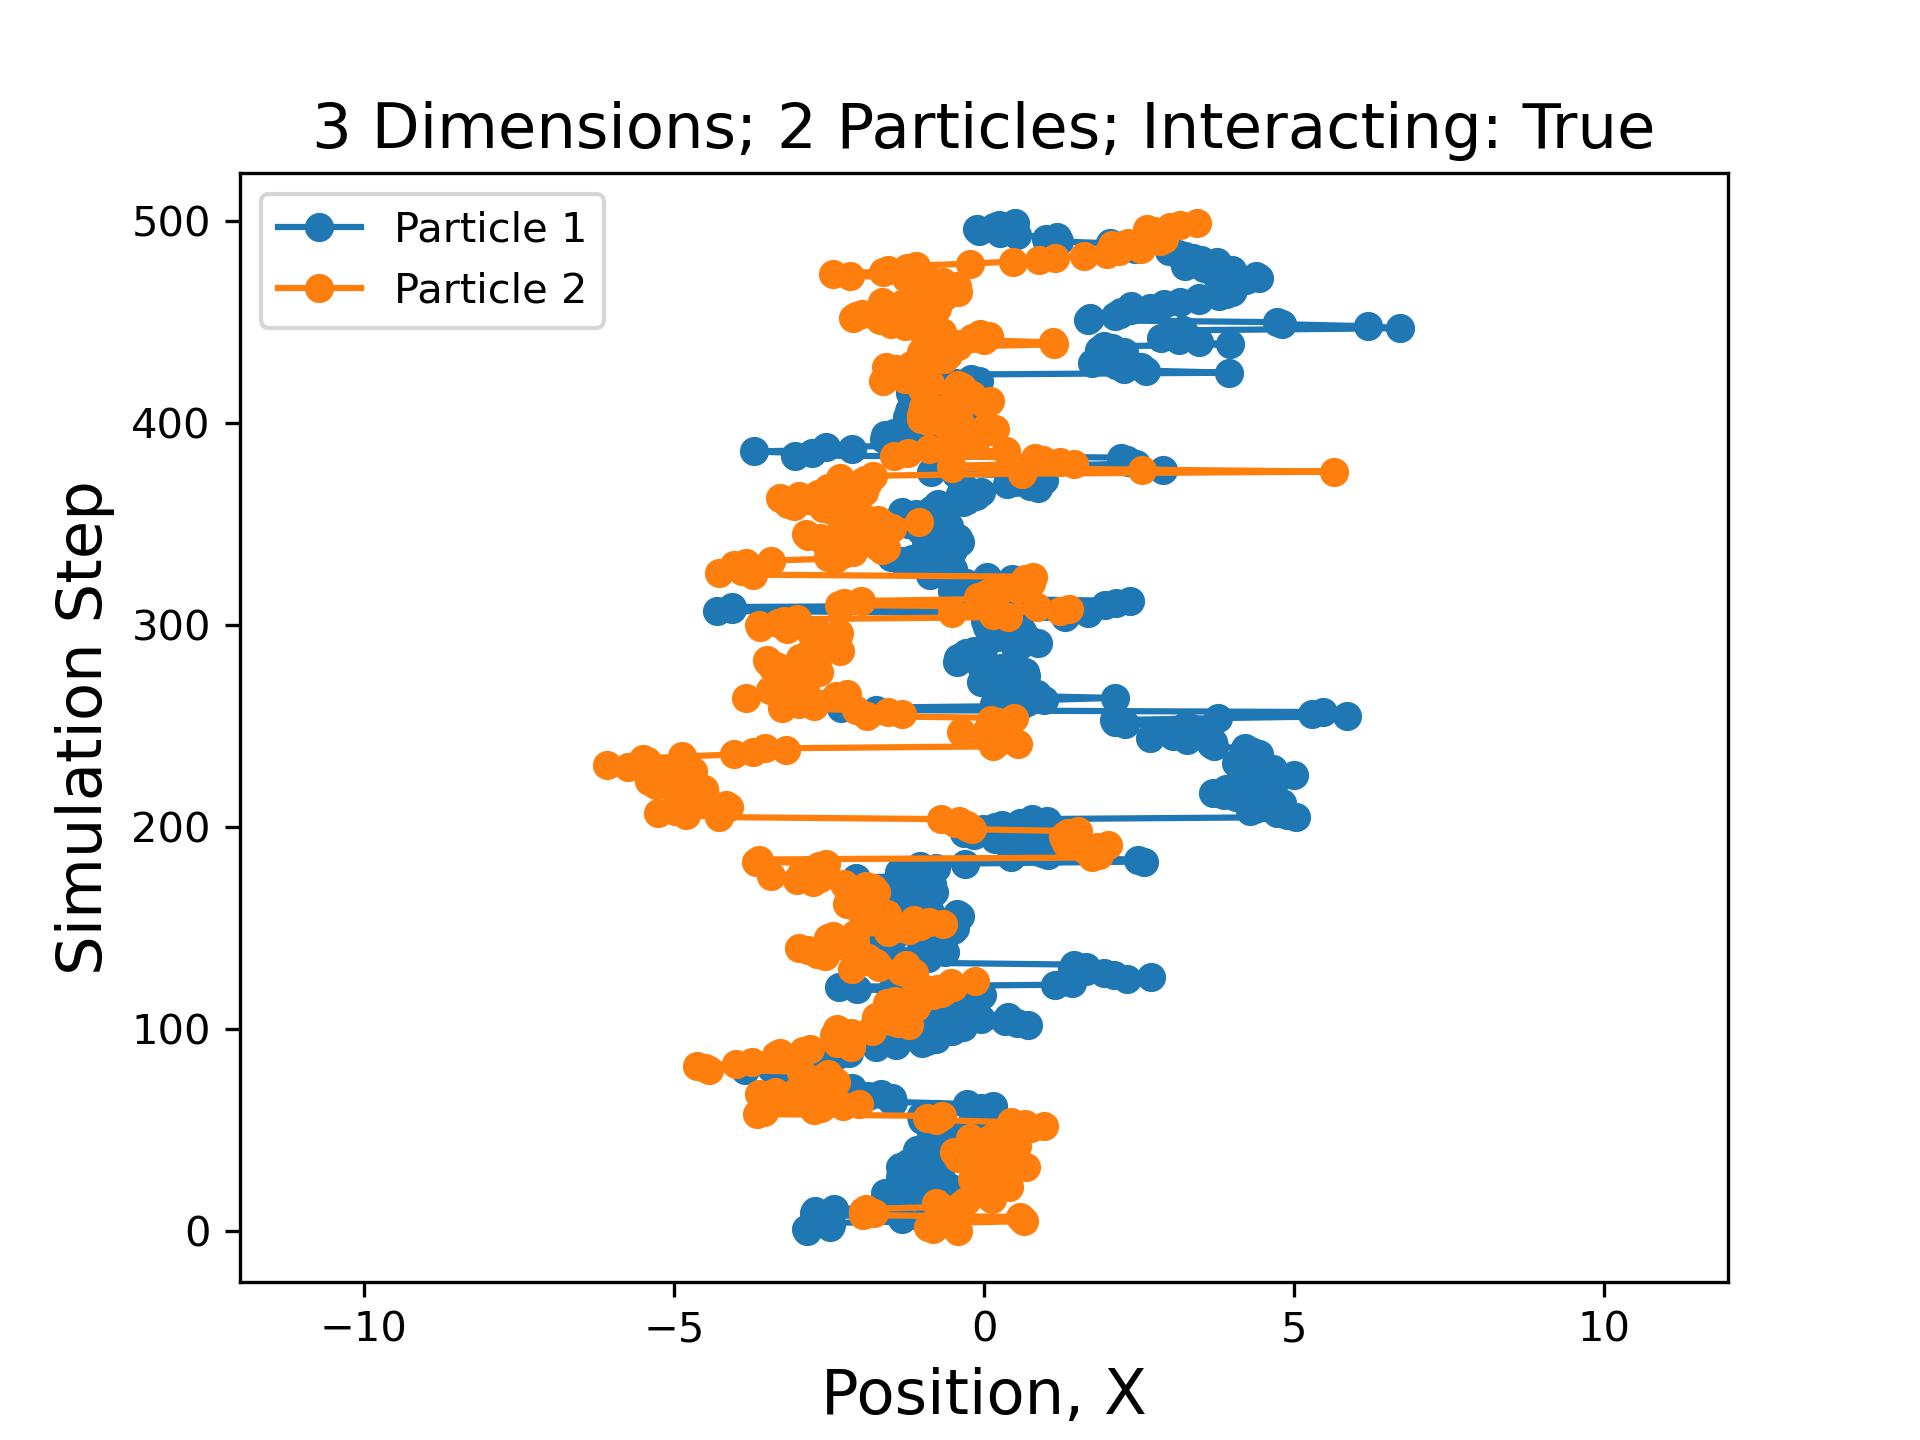 3 Dimensions; 2 Particles; Interacting: True
Particle 1
Particle 2
500
400
300
200
100
0
Simulation Step
−10
−5
0
5
10
Position, X